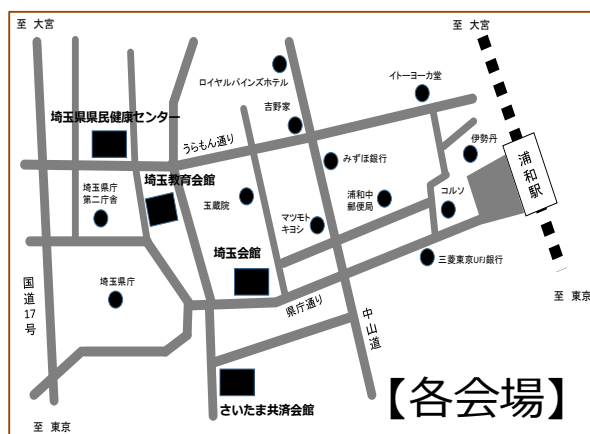 至 大宮
至 大宮
ロイヤルパインズホテル
イトーヨーカ堂
吉野家
埼玉県県民健康センター
うらもん通り
伊勢丹
みずほ銀行
浦和駅
埼玉教育会館
埼玉県庁
第二庁舎
玉蔵院
浦和中
郵便局
コルソ
マツモト
キヨシ
埼玉会館
三菱東京UFJ銀行
国道17号
埼玉県庁
至 東京
県庁通り
中山道
さいたま共済会館
【各会場】
至 東京